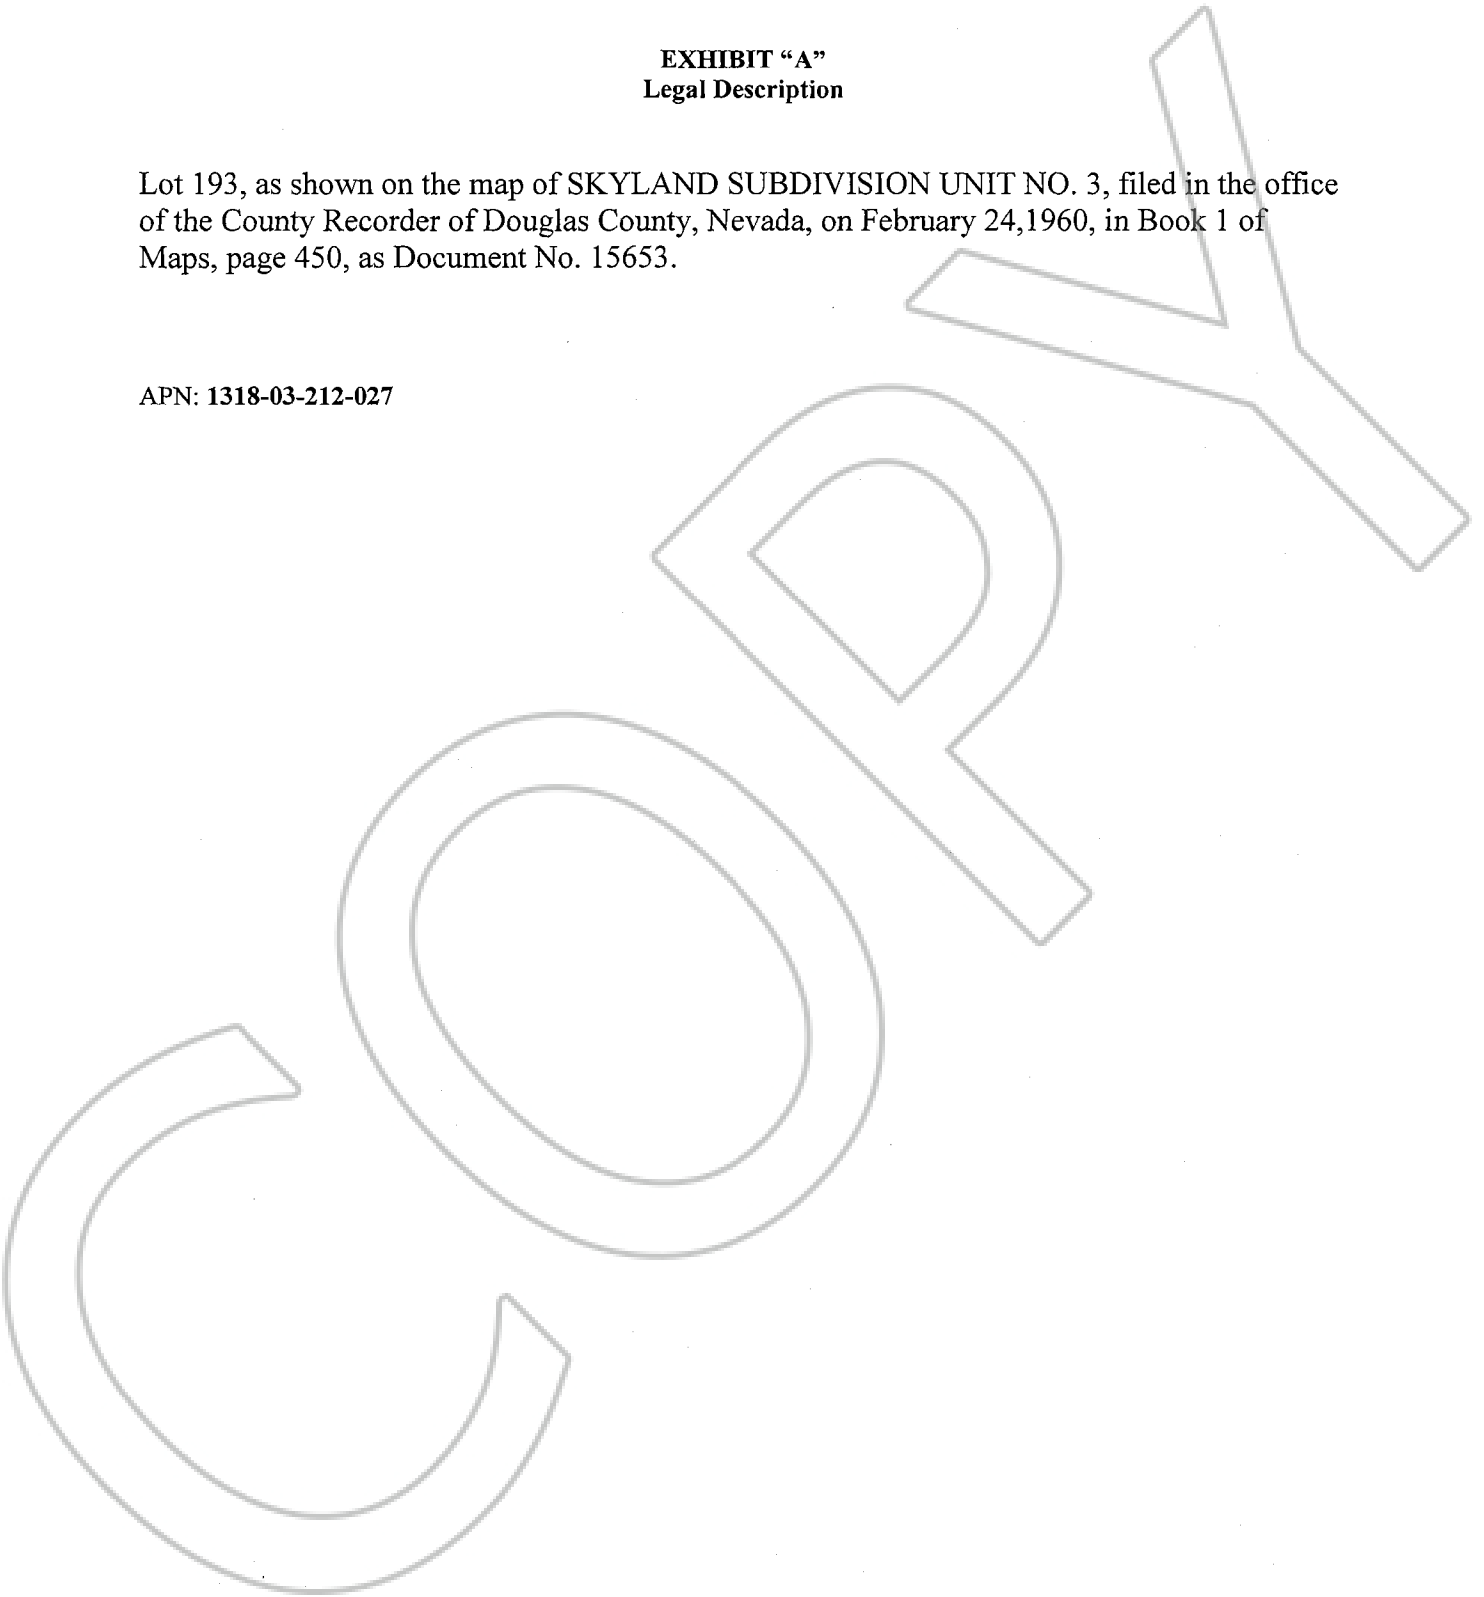 EXHIBIT “A”
Legal Description
Lot 193, as shown on the map of SKYLAND SUBDIVISION UNIT NO. 3, filed in the office
of the County Recorder of Douglas County, Nevada, on February 24,1960, in Book 1 of
Maps, page 450, as Document No. 15653.
APN: 1318-03-212-027
COPY